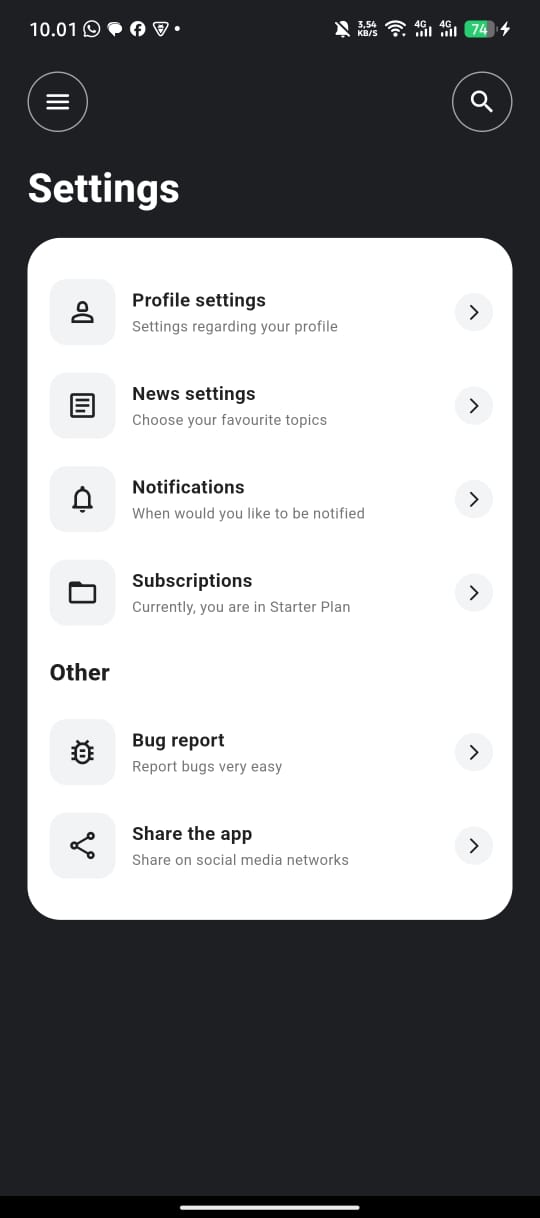 10.01
3,54
KB/S
4G
4G
74
Settings
Profile settings
Settings regarding your profile
News settings
Choose your favourite topics
Notifications
When would you like to be notified
Subscriptions
Currently, you are in Starter Plan
Other
Bug report
Report bugs very easy
Share the app
Share on social media networks